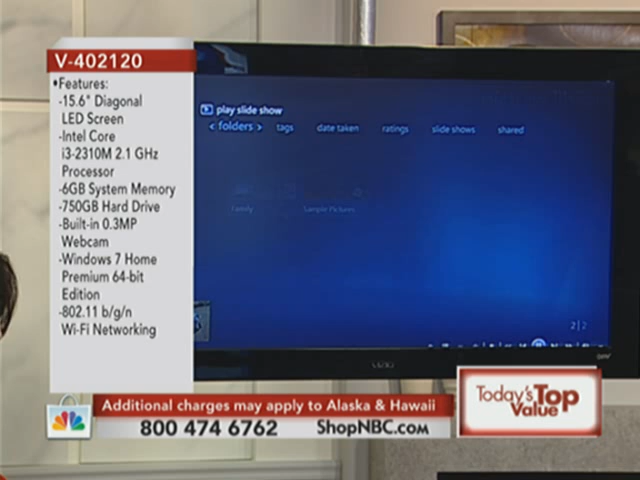 V-402120
•Features:
-15.6" Diagonal
LED Screen
-Intel Core
i3-2310M 2.1 GHz
Processor
-6GB System Memory
-750GB Hard Drive
-Built-in 0.3MP
Webcam
-Windows 7 Home
Premium 64-bit
Edition
-802.11 b/g/n
Wi-Fi Networking
play slide show
< folders > tags date taken ratings slide shows shared
Family Sample Pictures
2|2
VIZIO
Additional charges may apply to Alaska & Hawaii
800 474 6762 ShopNBC.com
Today's Top
Value